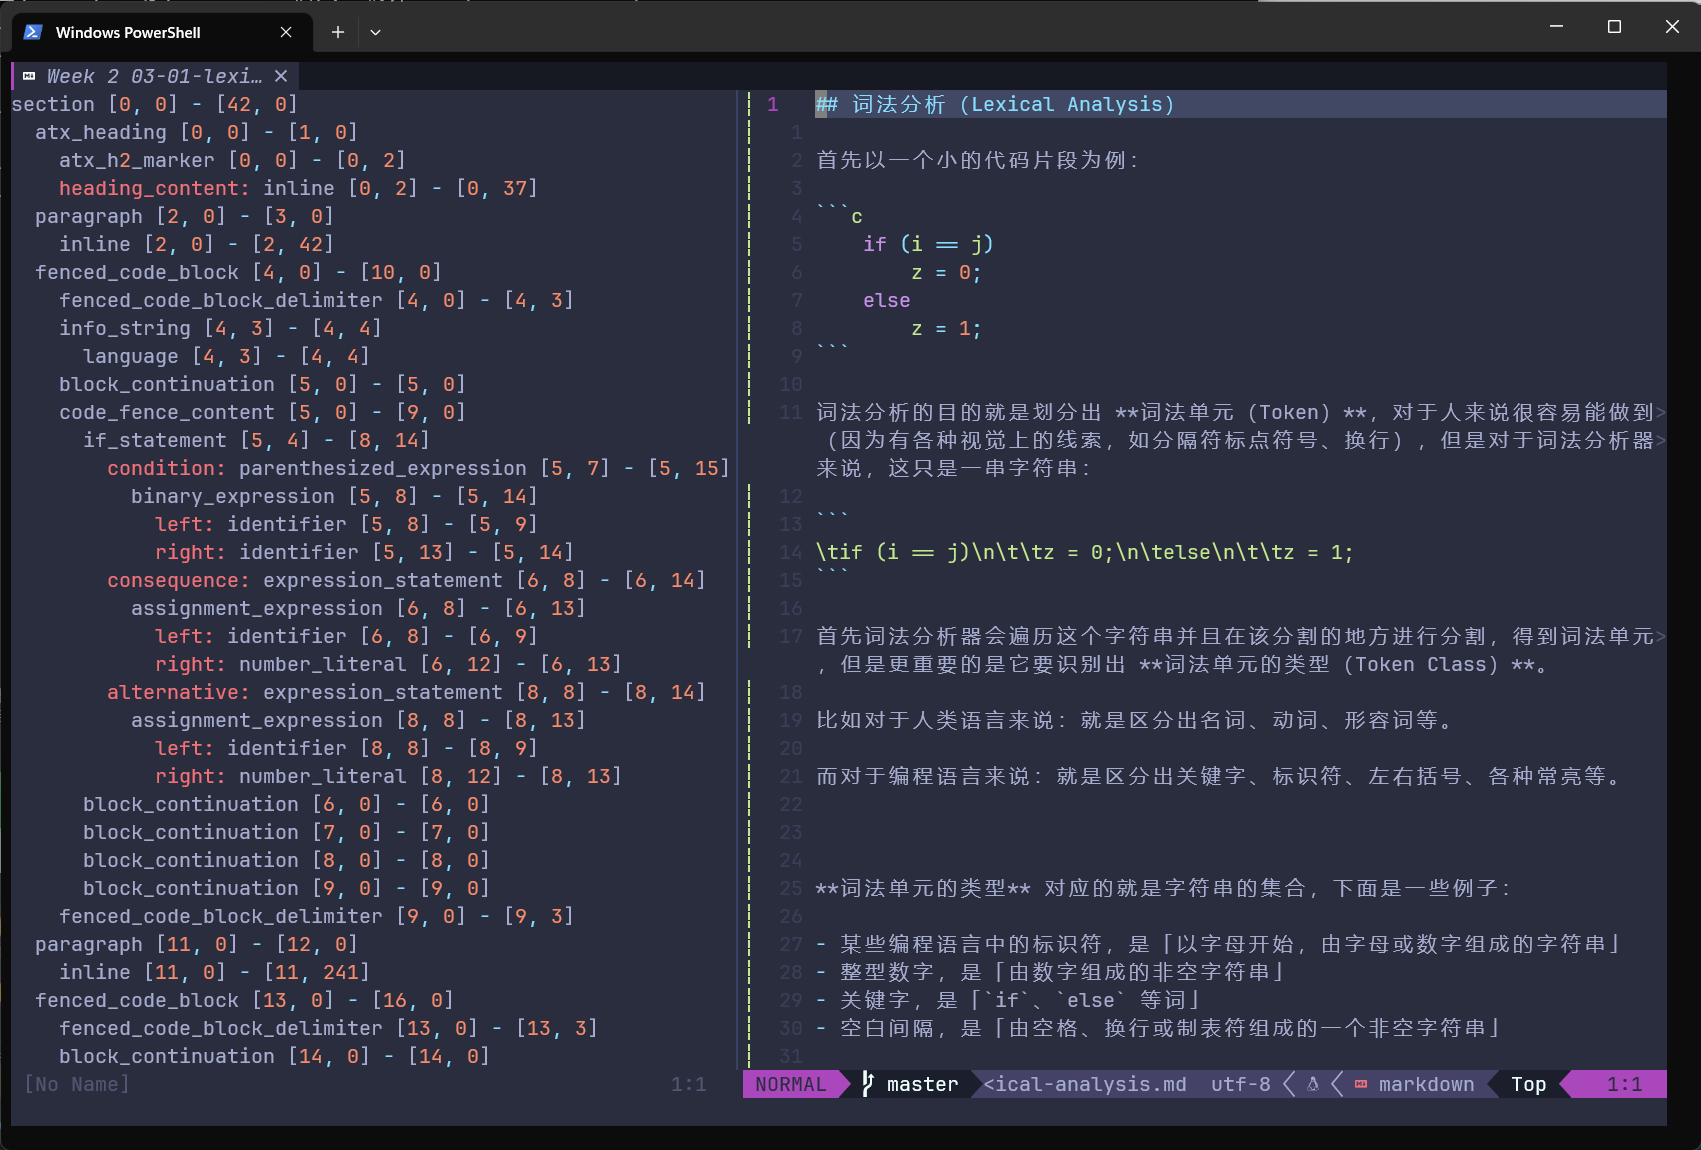 Windows PowerShell
Week 2 03-01-lexi…
section [0, 0] - [42, 0]
atx_heading [0, 0] - [1, 0]
atx_h2_marker [0, 0] - [0, 2]
heading_content: inline [0, 2] - [0, 37]
paragraph [2, 0] - [3, 0]
inline [2, 0] - [2, 42]
fenced_code_block [4, 0] - [10, 0]
fenced_code_block_delimiter [4, 0] - [4, 3]
info_string [4, 3] - [4, 4]
language [4, 3] - [4, 4]
block_continuation [5, 0] - [5, 0]
code_fence_content [5, 0] - [9, 0]
if_statement [5, 4] - [8, 14]
condition: parenthesized_expression [5, 7] - [5, 15]
binary_expression [5, 8] - [5, 14]
left: identifier [5, 8] - [5, 9]
right: identifier [5, 13] - [5, 14]
consequence: expression_statement [6, 8] - [6, 14]
assignment_expression [6, 8] - [6, 13]
left: identifier [6, 8] - [6, 9]
right: number_literal [6, 12] - [6, 13]
alternative: expression_statement [8, 8] - [8, 14]
assignment_expression [8, 8] - [8, 13]
left: identifier [8, 8] - [8, 9]
right: number_literal [8, 12] - [8, 13]
block_continuation [6, 0] - [6, 0]
block_continuation [7, 0] - [7, 0]
block_continuation [8, 0] - [8, 0]
block_continuation [9, 0] - [9, 0]
fenced_code_block_delimiter [9, 0] - [9, 3]
paragraph [11, 0] - [12, 0]
inline [11, 0] - [11, 241]
fenced_code_block [13, 0] - [16, 0]
fenced_code_block_delimiter [13, 0] - [13, 3]
block_continuation [14, 0] - [14, 0]
[No Name] 1:1
1 ## 词法分析 (Lexical Analysis)
1
2 首先以一个小的代码片段为例：
3
4 ```c
5 if (i == j)
6 z = 0;
7 else
8 z = 1;
9 ```
10
11 词法分析的目的就是划分出 **词法单元（Token）**，对于人来说很容易能做到>
（因为有各种视觉上的线索，如分隔符标点符号、换行），但是对于词法分析器>
来说，这只是一串字符串：
12
13 ```
14 \tif (i == j)\n\t\tz = 0;\n\telse\n\t\tz = 1;
15 ```
16
17 首先词法分析器会遍历这个字符串并且在该分割的地方进行分割，得到词法单元>
，但是更重要的是它要识别出 **词法单元的类型（Token Class）**。
18
19 比如对于人类语言来说：就是区分出名词、动词、形容词等。
20
21 而对于编程语言来说：就是区分出关键字、标识符、左右括号、各种常亮等。
22
23
24
25 **词法单元的类型** 对应的就是字符串的集合，下面是一些例子：
26
27 - 某些编程语言中的标识符，是「以字母开始，由字母或数字组成的字符串」
28 - 整型数字，是「由数字组成的非空字符串」
29 - 关键字，是「`if`、`else` 等词」
30 - 空白间隔，是「由空格、换行或制表符组成的一个非空字符串」
31
NORMAL master <ical-analysis.md utf-8 markdown Top 1:1